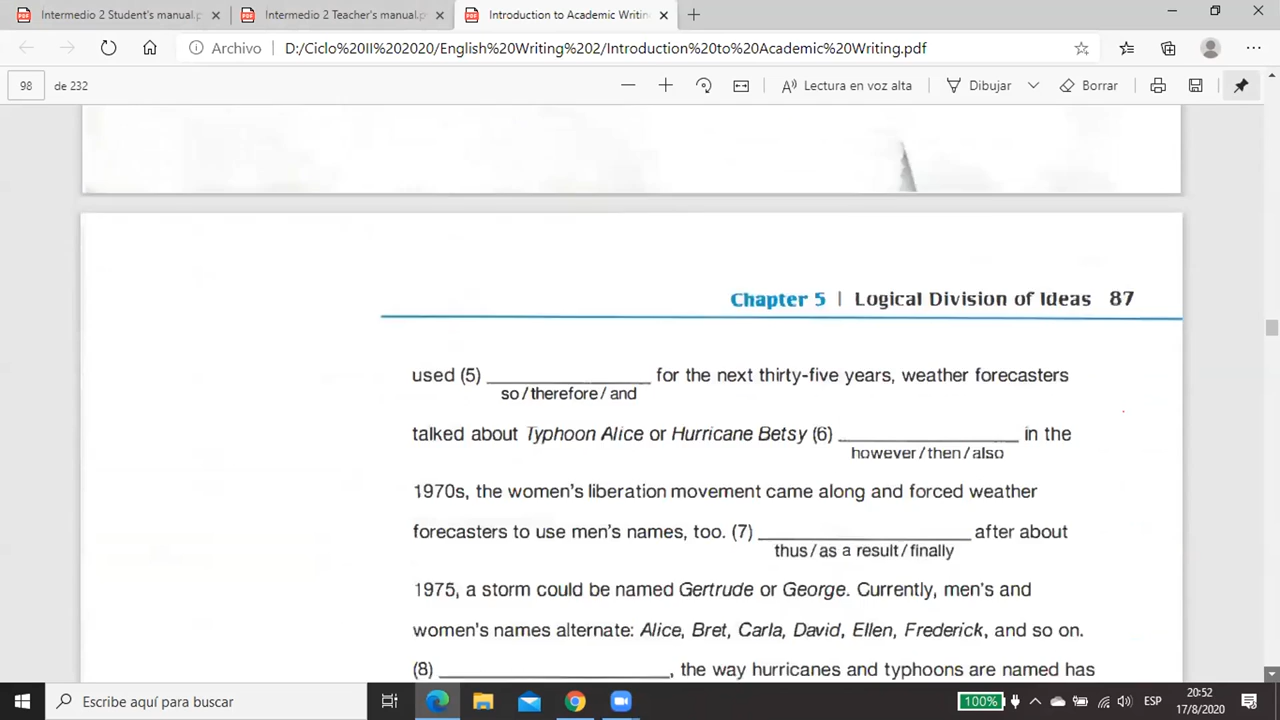 Intermedio 2 Student's manual.p
Intermedio 2 Teacher's manual.p
Introduction to Academic Writin
Archivo
D:/Ciclo%20II%202020/English%20Writing%202/Introduction%20to%20Academic%20Writing.pdf
98 de 232
Lectura en voz alta
Dibujar
Borrar
Chapter 5 | Logical Division of Ideas 87
used (5) ____________ for the next thirty-five years, weather forecasters
so / therefore / and
talked about Typhoon Alice or Hurricane Betsy (6) ____________ in the
however / then / also
1970s, the women's liberation movement came along and forced weather
forecasters to use men's names, too. (7) ____________ after about
thus / as a result / finally
1975, a storm could be named Gertrude or George. Currently, men's and
women's names alternate: Alice, Bret, Carla, David, Ellen, Frederick, and so on.
(8) ____________, the way hurricanes and typhoons are named has
Escribe aquí para buscar
100%
ESP
20:52
17/8/2020